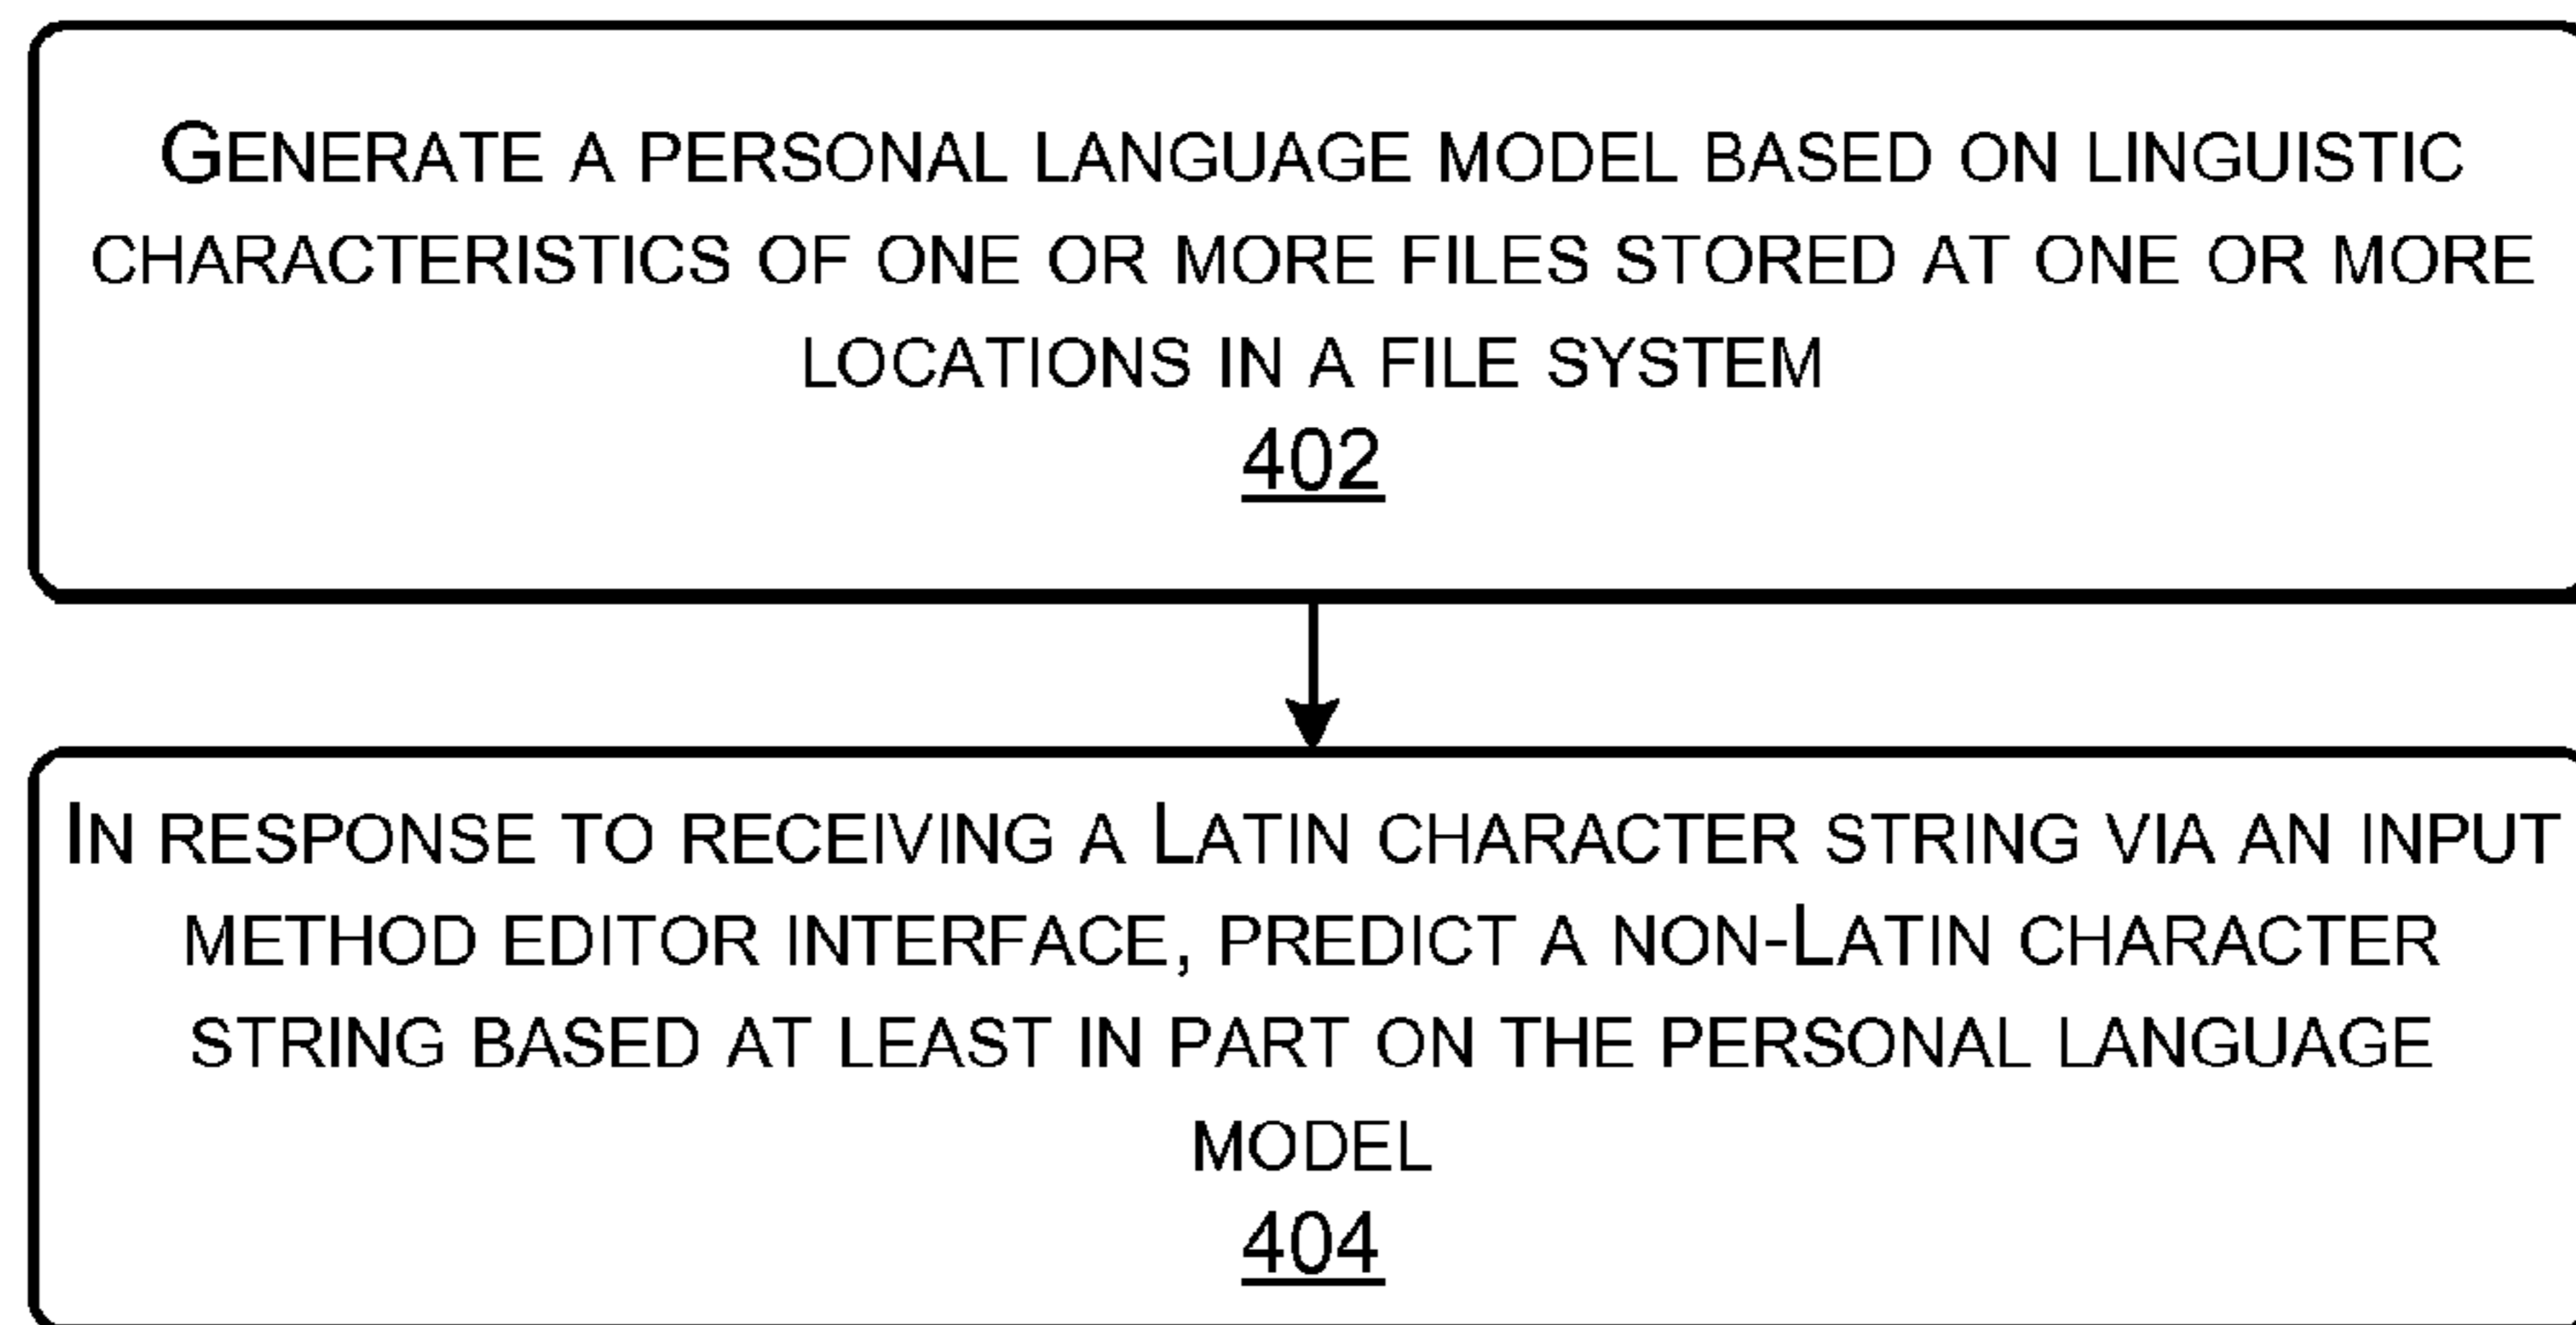 GENERATE A PERSONAL LANGUAGE MODEL BASED ON LINGUISTIC
CHARACTERISTICS OF ONE OR MORE FILES STORED AT ONE OR MORE
LOCATIONS IN A FILE SYSTEM
402
IN RESPONSE TO RECEIVING A LATIN CHARACTER STRING VIA AN INPUT
METHOD EDITOR INTERFACE, PREDICT A NON-LATIN CHARACTER
STRING BASED AT LEAST IN PART ON THE PERSONAL LANGUAGE
MODEL
404